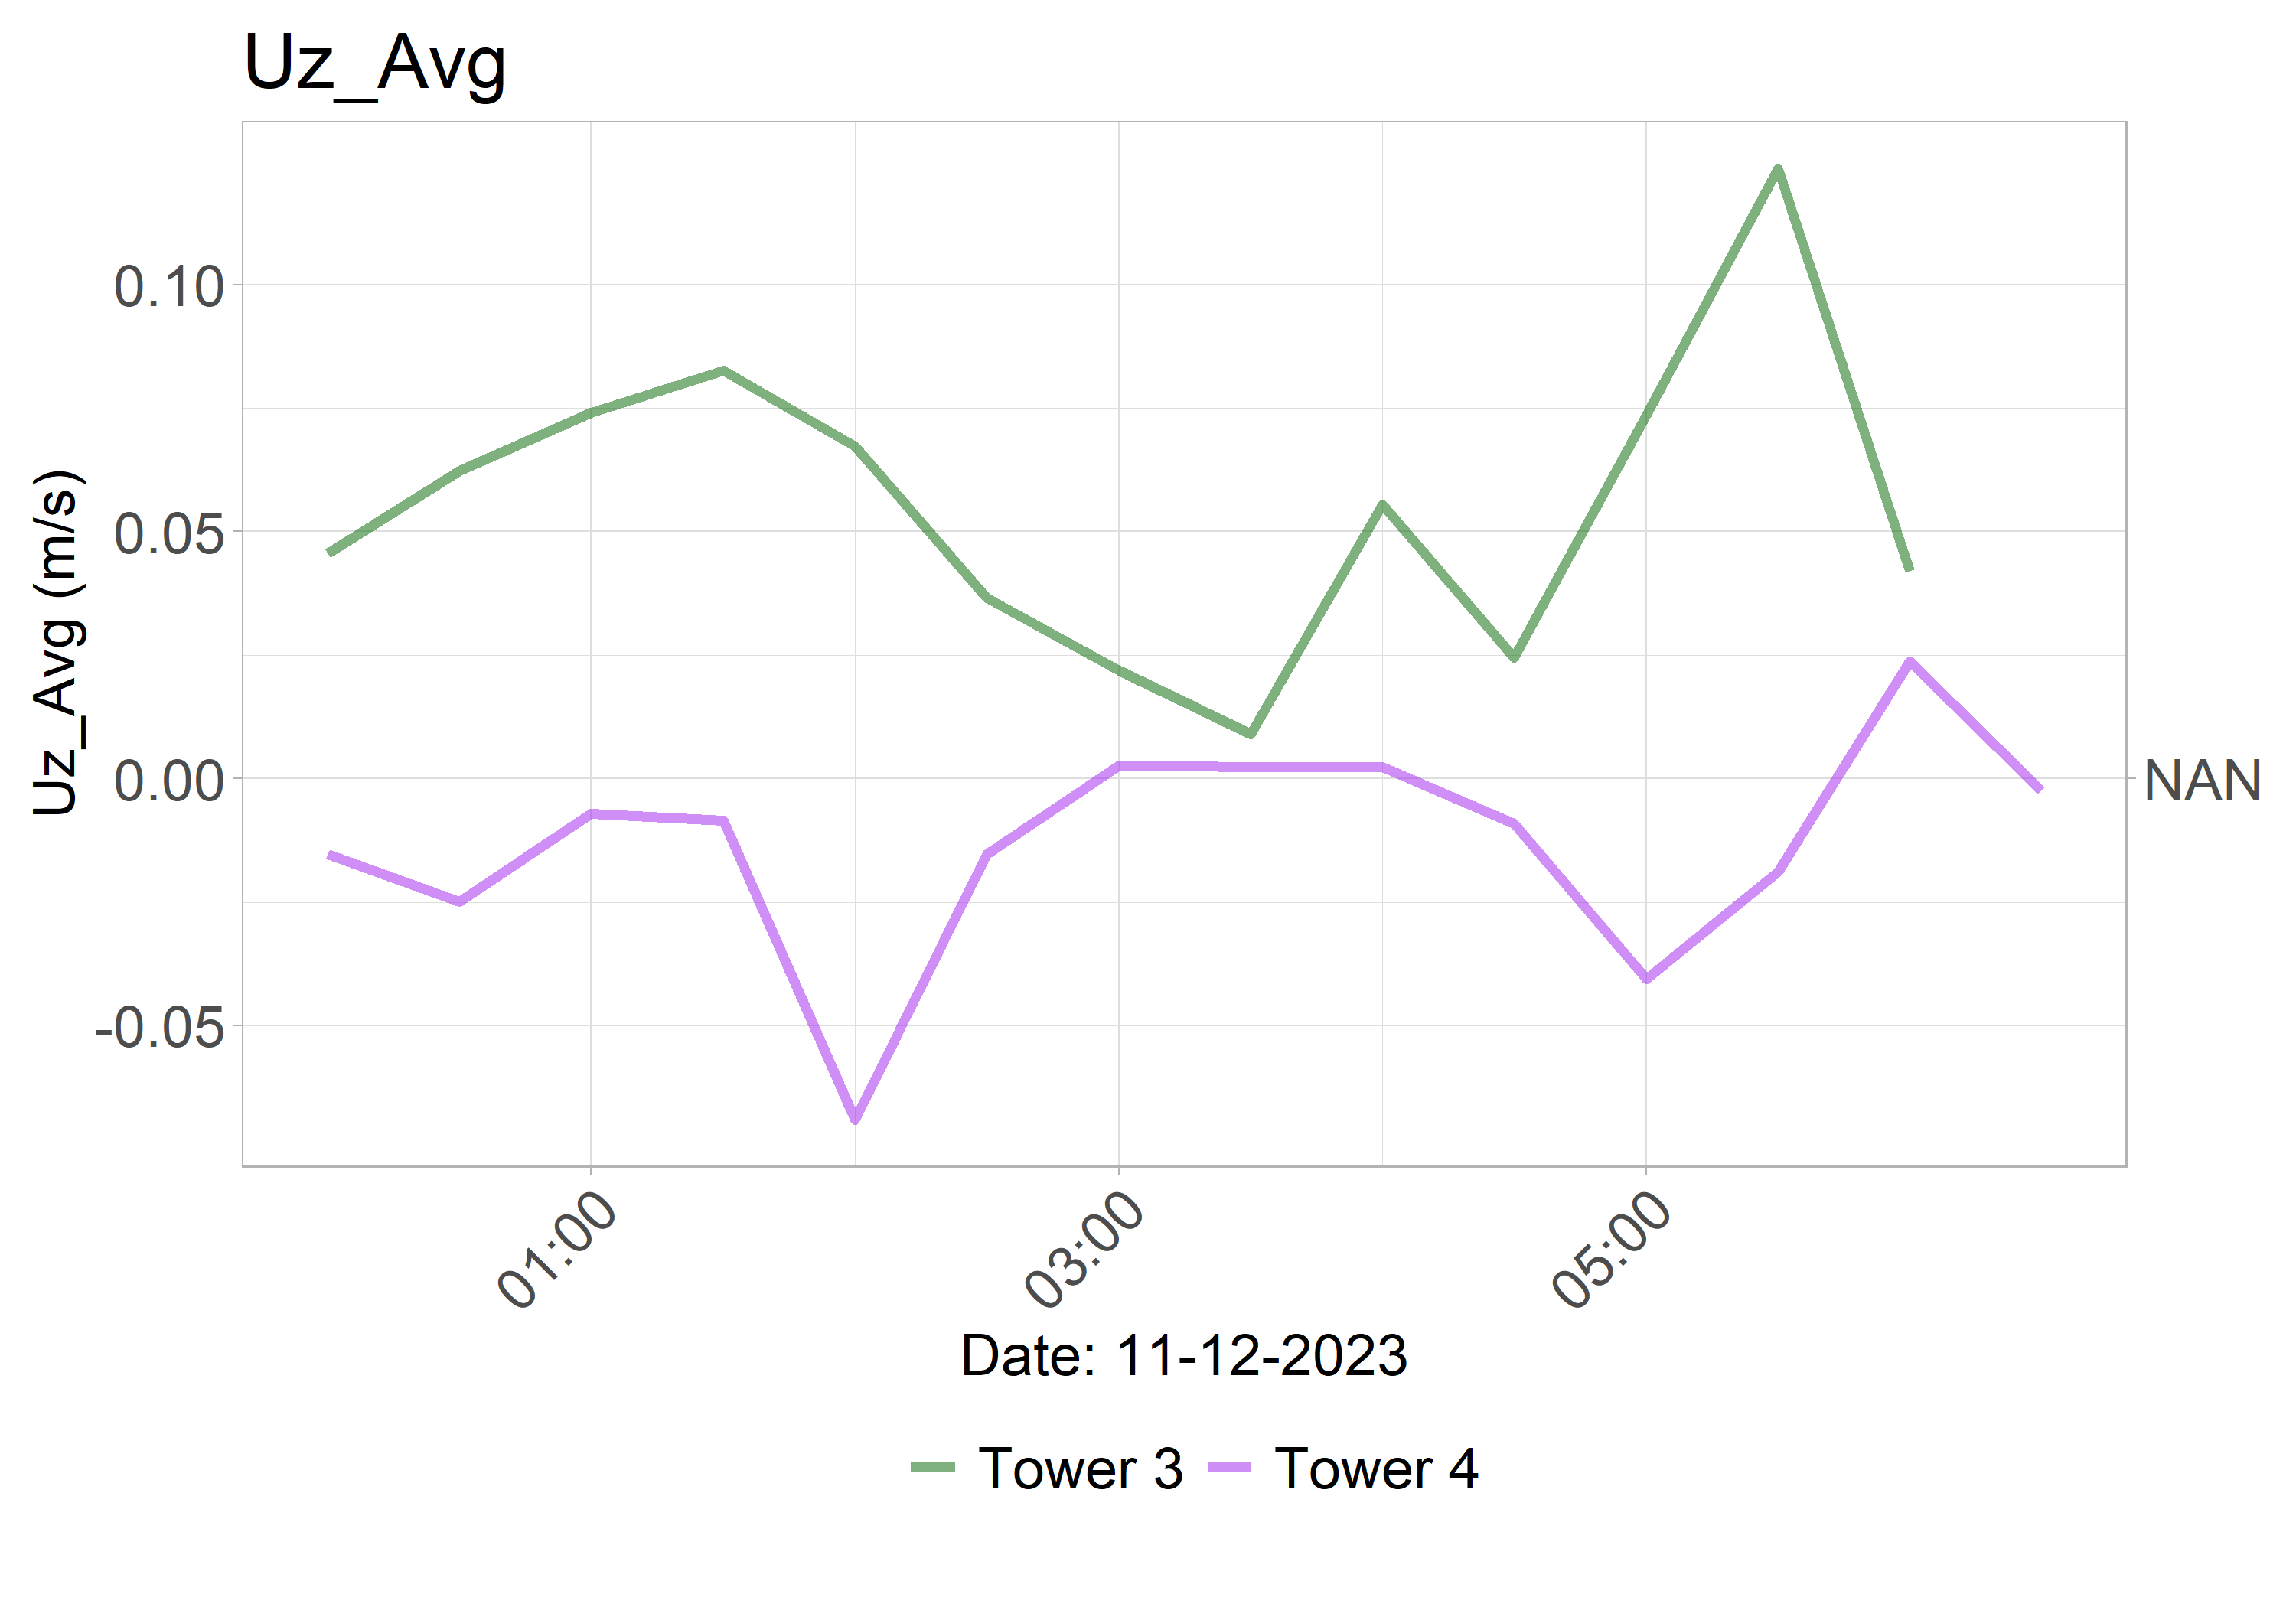 Uz_Avg
Uz_Avg (m/s)
0.10
0.05
0.00
-0.05
NAN
01:00
03:00
05:00
Date: 11-12-2023
Tower 3
Tower 4